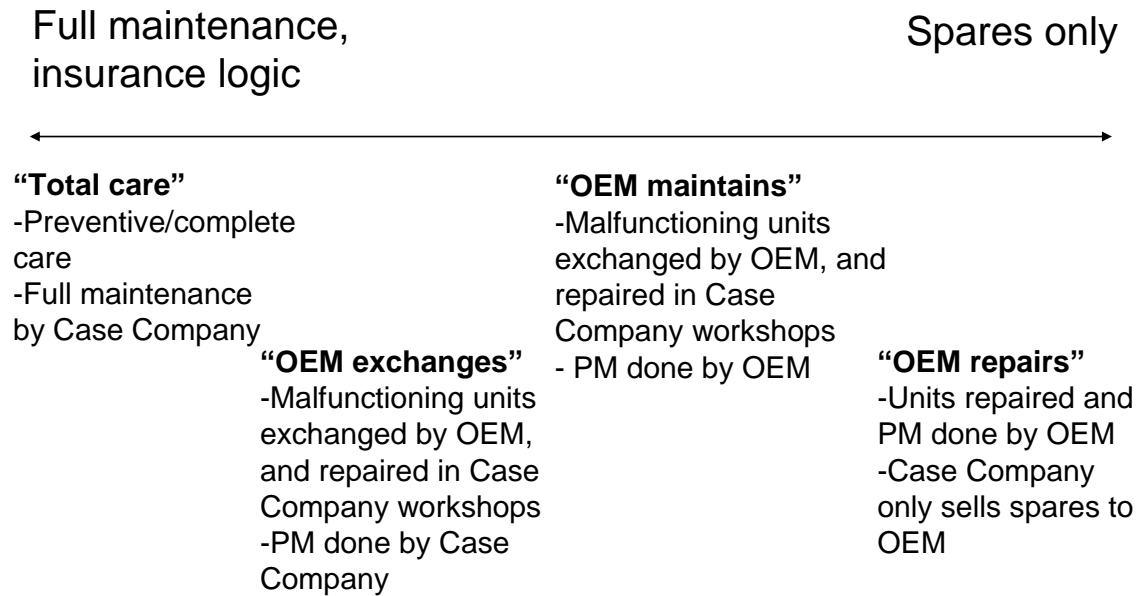 Full maintenance,
insurance logic
Spares only
“Total care”
-Preventive/complete
care
-Full maintenance
by Case Company
“OEM exchanges”
-Malfunctioning units
exchanged by OEM,
and repaired in Case
Company workshops
-PM done by Case
Company
“OEM maintains”
-Malfunctioning units
exchanged by OEM, and
repaired in Case
Company workshops
- PM done by OEM
“OEM repairs”
-Units repaired and
PM done by OEM
-Case Company
only sells spares to
OEM